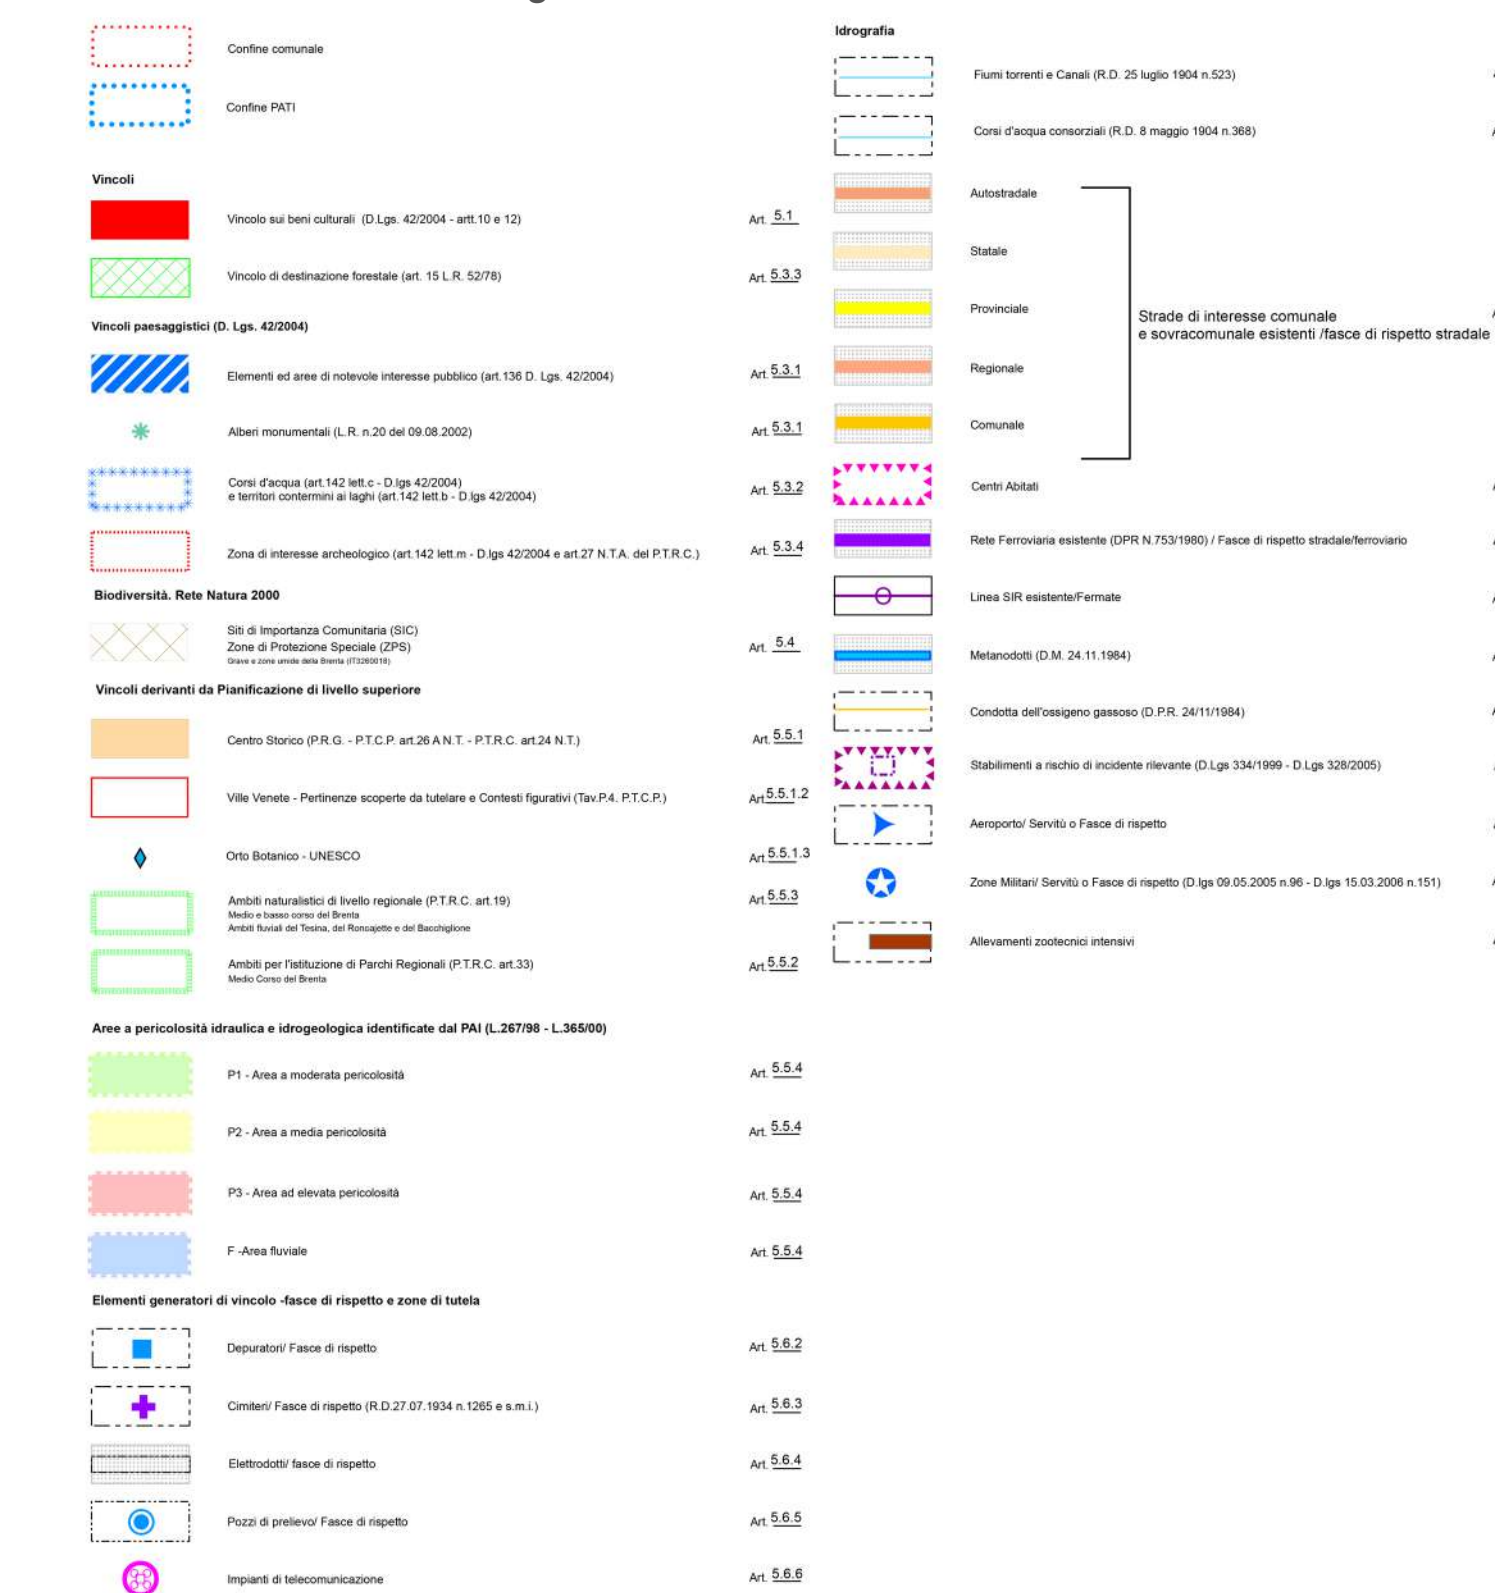 Confine comunale
Confine PATI
Vincoli
Vincolo sui beni culturali (D.Lgs. 42/2004 - artt.10 e 12) Art. 5.1
Vincolo di destinazione forestale (art. 15 L.R. 52/78) Art. 5.3.3
Vincoli paesaggistici (D. Lgs. 42/2004)
Elementi ed aree di notevole interesse pubblico (art.136 D. Lgs. 42/2004) Art. 5.3.1
Alberi monumentali (L.R. n.20 del 09.08.2002) Art. 5.3.1
Corsi d'acqua (art.142 lett.c - D.lgs 42/2004)
e territori contermini ai laghi (art.142 lett.b - D.lgs 42/2004) Art. 5.3.2
Zona di interesse archeologico (art.142 lett.m - D.lgs 42/2004 e art.27 N.T.A. del P.T.R.C.) Art. 5.3.4
Biodiversità. Rete Natura 2000
Siti di Importanza Comunitaria (SIC)
Zone di Protezione Speciale (ZPS) Art. 5.4
Grave e zone umide della Brenta (IT3260018)
Vincoli derivanti da Pianificazione di livello superiore
Centro Storico (P.R.G. - P.T.C.P. art.26 A N.T. - P.T.R.C. art.24 N.T.) Art. 5.5.1
Ville Venete - Pertinenze scoperte da tutelare e Contesti figurativi (Tav.P.4. P.T.C.P.) Art. 5.5.1.2
Orto Botanico - UNESCO Art. 5.5.1.3
Ambiti naturalistici di livello regionale (P.T.R.C. art.19) Art. 5.5.3
Medio e basso corso del Brenta
Ambiti fluviali del Tesina, del Roncajette e del Bacchiglione
Ambiti per l'istituzione di Parchi Regionali (P.T.R.C. art.33) Art. 5.5.2
Medio Corso del Brenta
Aree a pericolosità idraulica e idrogeologica identificate dal PAI (L.267/98 - L.365/00)
P1 - Area a moderata pericolosità Art. 5.5.4
P2 - Area a media pericolosità Art. 5.5.4
P3 - Area ad elevata pericolosità Art. 5.5.4
F -Area fluviale Art. 5.5.4
Elementi generatori di vincolo -fasce di rispetto e zone di tutela
Depuratori/ Fasce di rispetto Art. 5.6.2
Cimiteri/ Fasce di rispetto (R.D.27.07.1934 n.1265 e s.m.i.) Art. 5.6.3
Elettrodotti/ fasce di rispetto Art. 5.6.4
Pozzi di prelievo/ Fasce di rispetto Art. 5.6.5
Impianti di telecomunicazione Art. 5.6.6
Idrografia
Fiumi torrenti e Canali (R.D. 25 luglio 1904 n.523)
Corsi d'acqua consorziali (R.D. 8 maggio 1904 n.368)
Autostradale
Statale
Provinciale
Regionale
Comunale
Strade di interesse comunale
e sovracomunale esistenti /fasce di rispetto stradale
Centri Abitati
Rete Ferroviaria esistente (DPR N.753/1980) / Fasce di rispetto stradale/ferroviario
Linea SIR esistente/Fermate
Metanodotti (D.M. 24.11.1984)
Condotta dell'ossigeno gassoso (D.P.R. 24/11/1984)
Stabilimenti a rischio di incidente rilevante (D.Lgs 334/1999 - D.Lgs 328/2005)
Aeroporto/ Servitù o Fasce di rispetto
Zone Militari/ Servitù o Fasce di rispetto (D.lgs 09.05.2005 n.96 - D.lgs 15.03.2006 n.151)
Allevamenti zootecnici intensivi